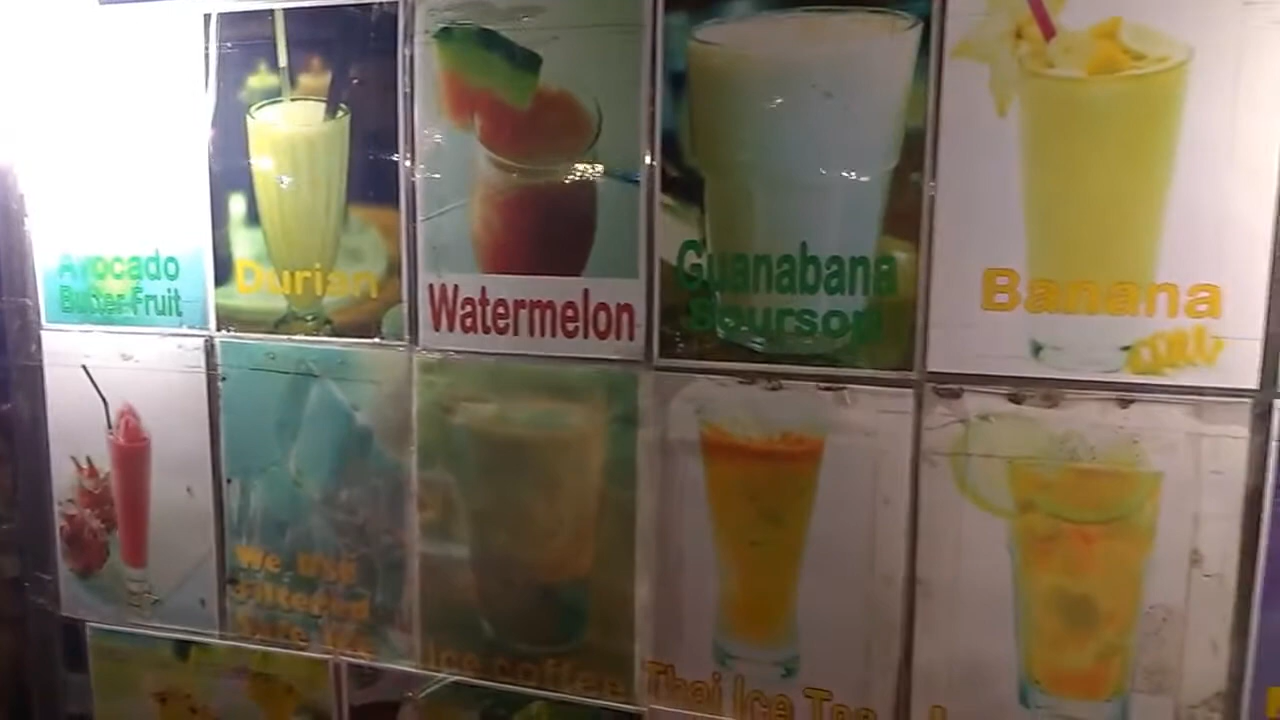 Avocado
Butter Fruit
Durian
Watermelon
Guanabana
Soursop
Banana
We use
filtered
Ice coffee
Thai Ice Tea